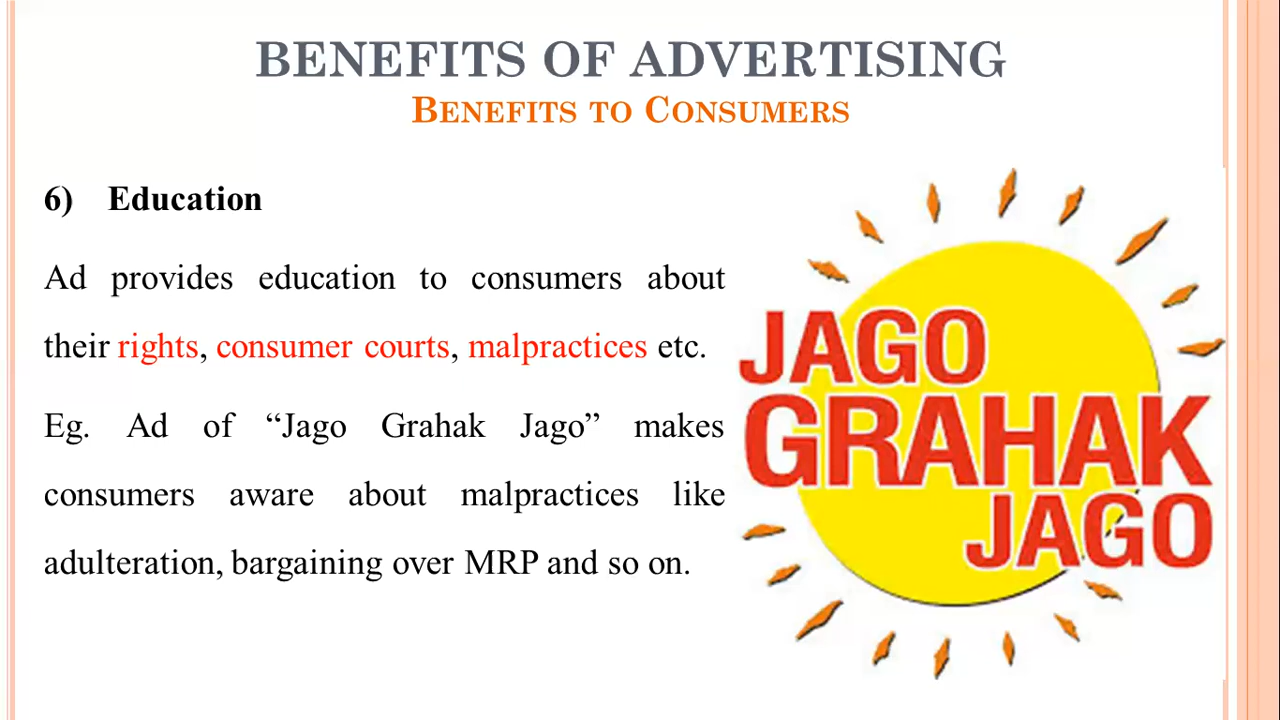 BENEFITS OF ADVERTISING
BENEFITS TO CONSUMERS
6) Education
Ad provides education to consumers about
their rights, consumer courts, malpractices etc.
Eg. Ad of “Jago Grahak Jago” makes
consumers aware about malpractices like
adulteration, bargaining over MRP and so on.
JAGO
GRAHAK
JAGO